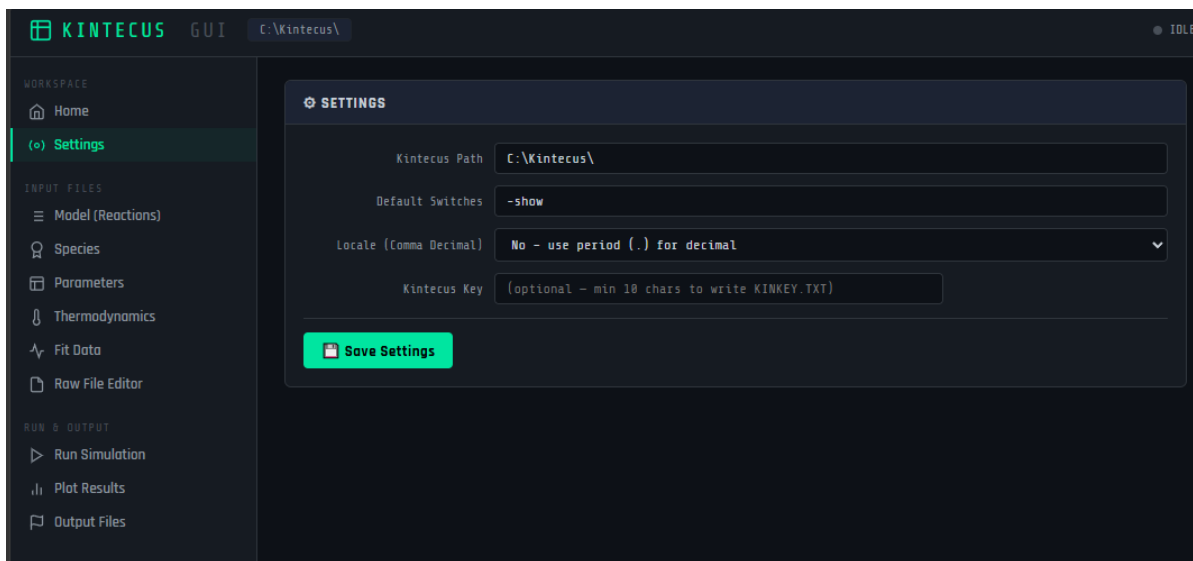 KINTECUS GUI C:\Kintecus\ IDLE
WORKSPACE
Home
Settings
INPUT FILES
Model (Reactions)
Species
Parameters
Thermodynamics
Fit Data
Raw File Editor
RUN & OUTPUT
Run Simulation
Plot Results
Output Files
SETTINGS
Kintecus Path C:\Kintecus\
Default Switches -show
Locale (Comma Decimal) No – use period (.) for decimal
Kintecus Key (optional – min 10 chars to write KINKEY.TXT)
Save Settings